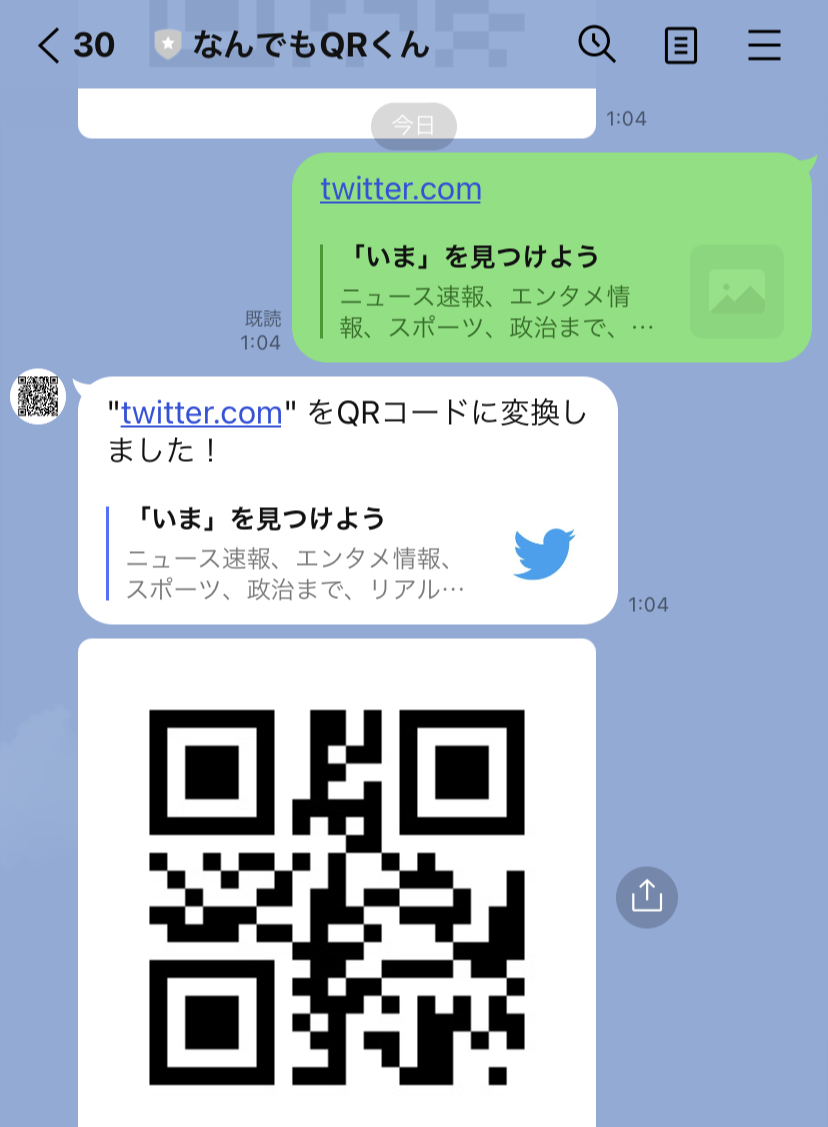 30
なんでもQRくん
1:04
今日
twitter.com
「いま」を見つけよう
ニュース速報、エンタメ情
報、スポーツ、政治まで、…
既読
1:04
"twitter.com" をQRコードに変換し
ました！
「いま」を見つけよう
ニュース速報、エンタメ情報、
スポーツ、政治まで、リアル…
1:04